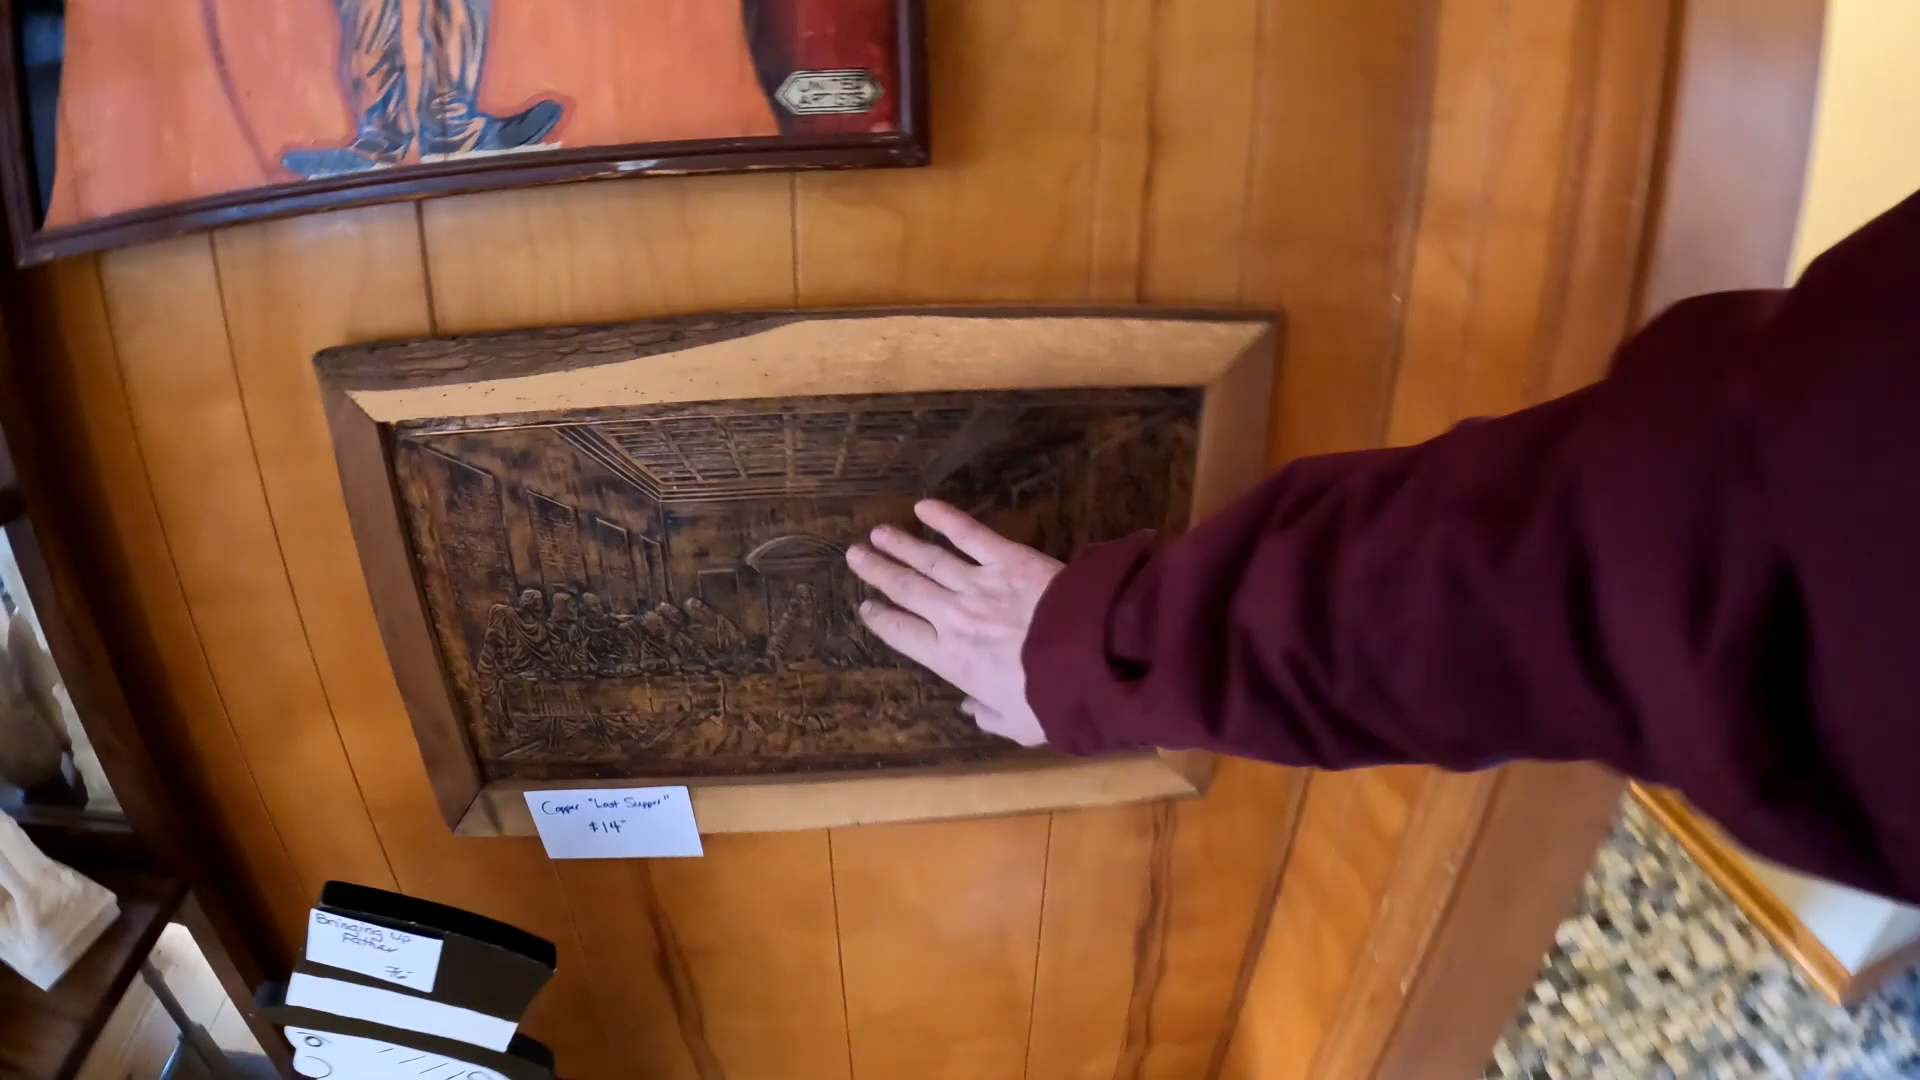 UNITED
ARTISTS
Copper "Last Supper"
$14-
Bringing Up
Father